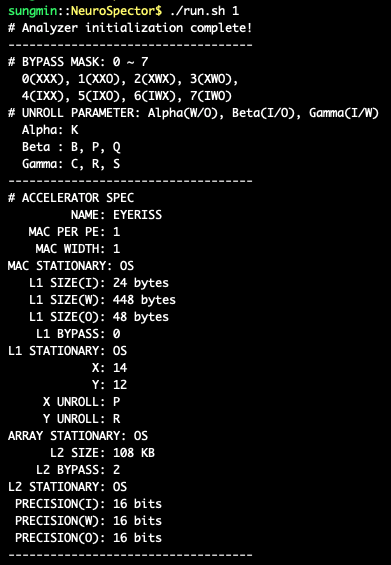 sungmin::NeuroSpector$ ./run.sh 1
# Analyzer initialization complete!
-----------------------------------
# BYPASS MASK: 0 ~ 7
  0(XXX), 1(XXO), 2(XWX), 3(XWO),
  4(IXX), 5(IXO), 6(IWX), 7(IWO)
# UNROLL PARAMETER: Alpha(W/O), Beta(I/O), Gamma(I/W)
  Alpha: K
  Beta : B, P, Q
  Gamma: C, R, S
-----------------------------------
# ACCELERATOR SPEC
         NAME: EYERISS
   MAC PER PE: 1
    MAC WIDTH: 1
MAC STATIONARY: OS
   L1 SIZE(I): 24 bytes
   L1 SIZE(W): 448 bytes
   L1 SIZE(O): 48 bytes
    L1 BYPASS: 0
L1 STATIONARY: OS
            X: 14
            Y: 12
     X UNROLL: P
     Y UNROLL: R
ARRAY STATIONARY: OS
      L2 SIZE: 108 KB
    L2 BYPASS: 2
L2 STATIONARY: OS
 PRECISION(I): 16 bits
 PRECISION(W): 16 bits
 PRECISION(O): 16 bits
-----------------------------------